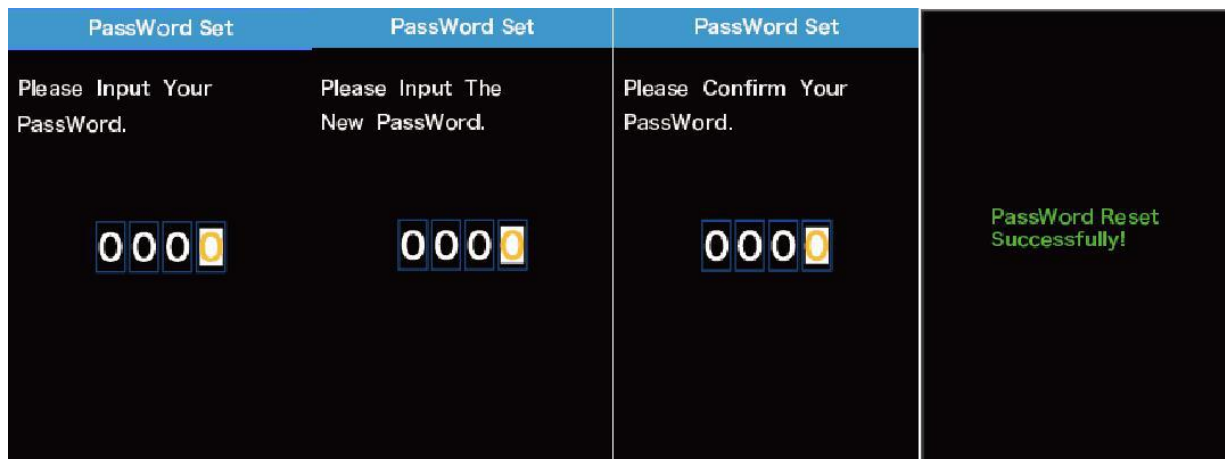 PassWord Set
Please Input Your
PassWord.
0000
PassWord Set
Please Input The
New PassWord.
0000
PassWord Set
Please Confirm Your
PassWord.
0000
PassWord Reset
Successfully!